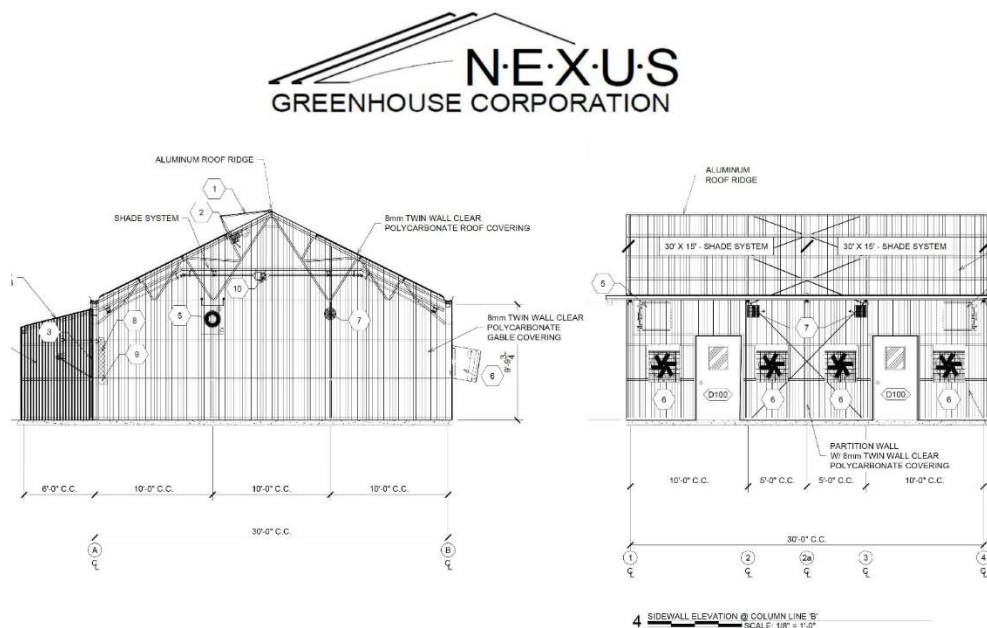 N·E·X·U·S
GREENHOUSE CORPORATION
ALUMINUM ROOF RIDGE
1
2
SHADE SYSTEM
8mm TWIN WALL CLEAR
POLYCARBONATE ROOF COVERING
10
3
8
5
7
9
8mm TWIN WALL CLEAR
POLYCARBONATE
GABLE COVERING
6
9'-9 3/4
6'-0" C.C.
10'-0" C.C.
10'-0" C.C.
10'-0" C.C.
30'-0" C.C.
A
B
ALUMINUM
ROOF RIDGE
30' X 15' - SHADE SYSTEM
30' X 15' - SHADE SYSTEM
5
7
6
D100
6
6
D100
6
PARTITION WALL
W/ 8mm TWIN WALL CLEAR
POLYCARBONATE COVERING
10'-0" C.C.
5'-0" C.C.
5'-0" C.C.
10'-0" C.C.
30'-0" C.C.
1
2
2a
3
4
4 SIDEWALL ELEVATION @ COLUMN LINE 'B'
SCALE: 1/8" = 1'-0"